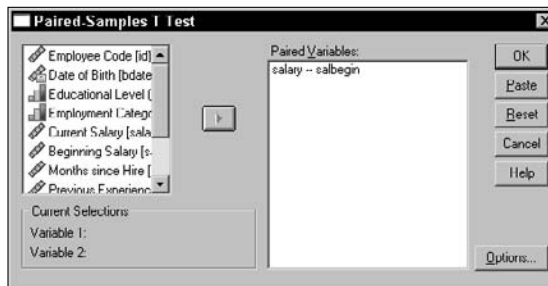 Paired-Samples T Test
Employee Code [id]
Date of Birth [bdate
Educational Level (
Employment Catego
Current Salary [sala
Beginning Salary [s
Months since Hire [
Previous Experienc
Current Selections
Variable 1:
Variable 2:
Paired Variables:
salary -- salbegin
OK
Paste
Reset
Cancel
Help
Options...